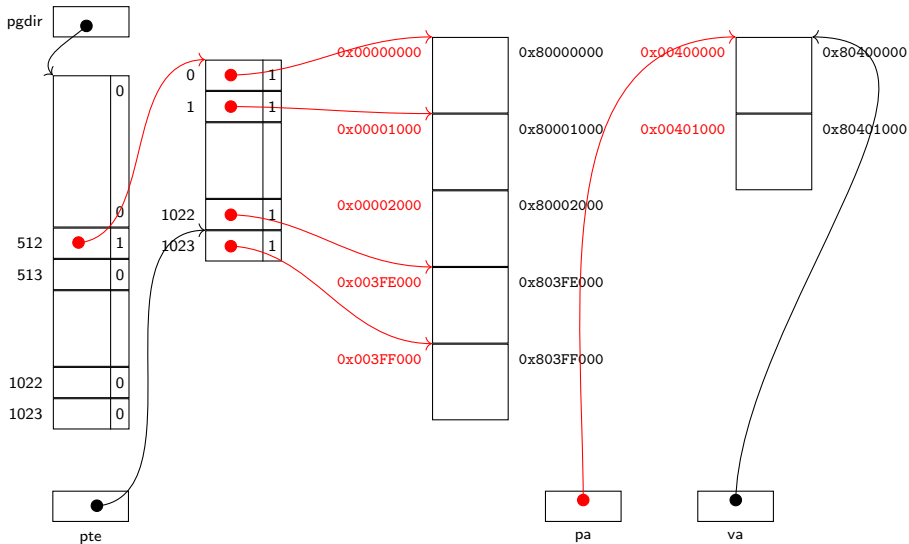 pgdir
0
0
512 1
513 0
1022 0
1023 0
pte
0 1
1 1
1022 1
1023 1
0x00000000 0x80000000
0x00001000 0x80001000
0x00002000 0x80002000
0x003FE000 0x803FE000
0x003FF000 0x803FF000
0x00400000 0x80400000
0x00401000 0x80401000
pa
va